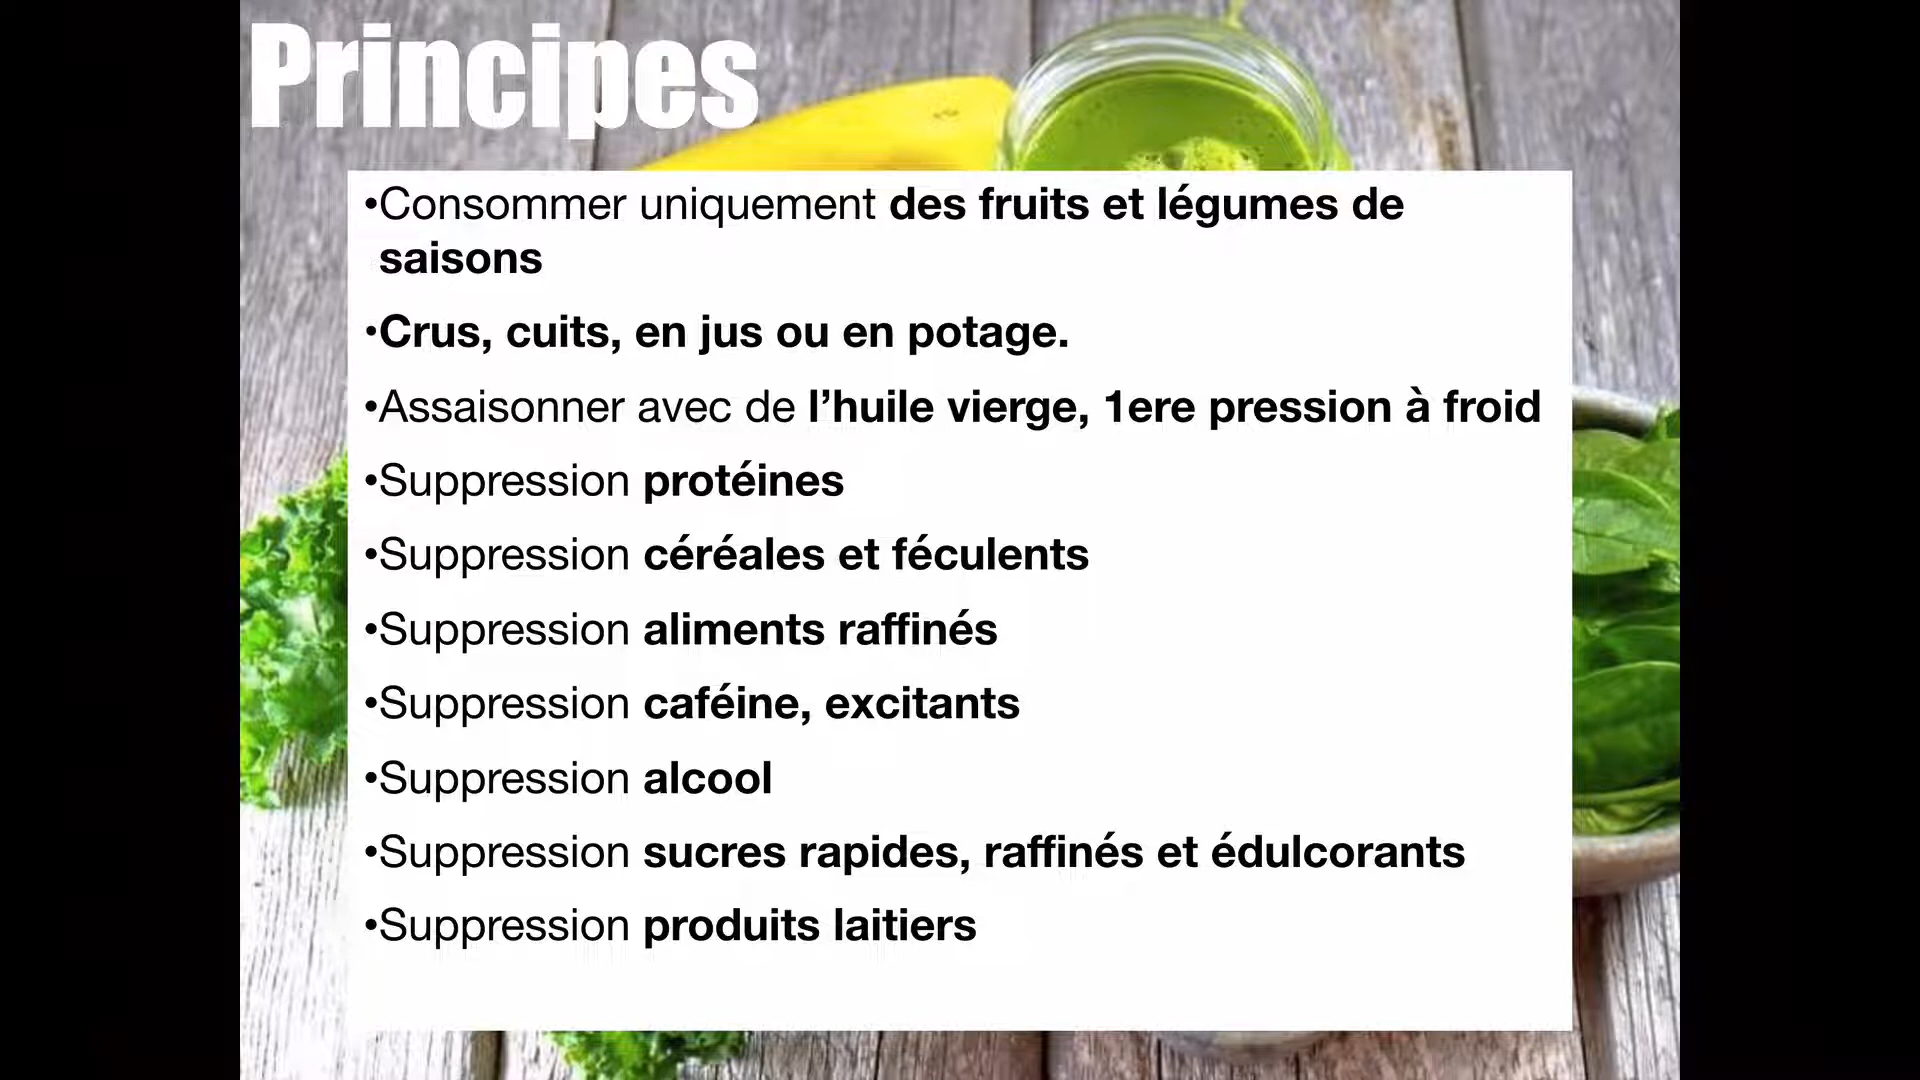 Principes
•Consommer uniquement des fruits et légumes de
saisons
•Crus, cuits, en jus ou en potage.
•Assaisonner avec de l’huile vierge, 1ere pression à froid
•Suppression protéines
•Suppression céréales et féculents
•Suppression aliments raffinés
•Suppression caféine, excitants
•Suppression alcool
•Suppression sucres rapides, raffinés et édulcorants
•Suppression produits laitiers